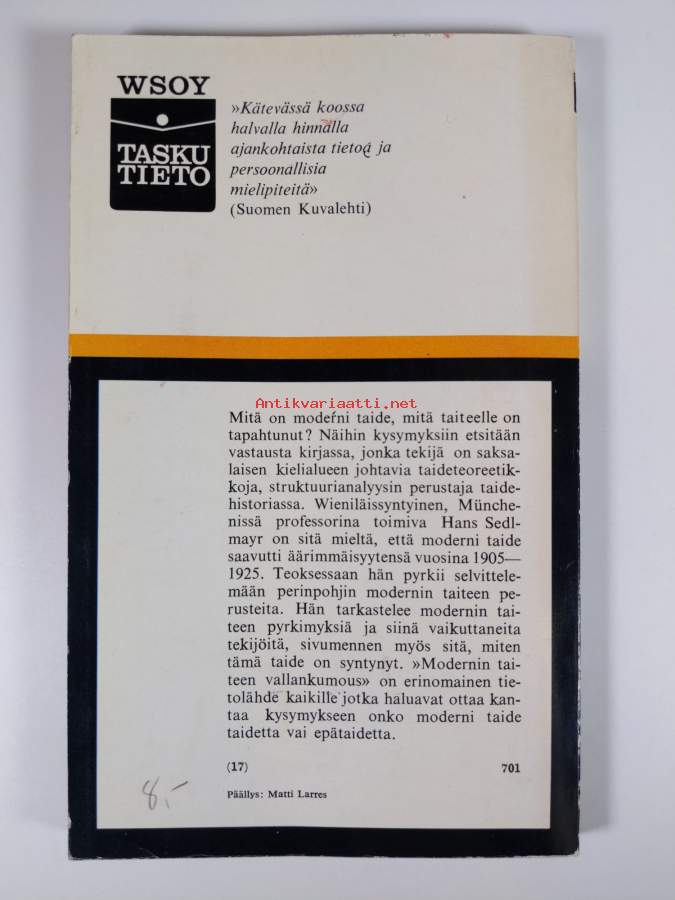 WSOY
TASKU
TIETO
»Kätevässä koossa
halvalla hinnalla
ajankohtaista tietoa ja
persoonallisia
mielipiteitä»
(Suomen Kuvalehti)
Antikvariaatti.net
Mitä on moderni taide, mitä taiteelle on
tapahtunut? Näihin kysymyksiin etsitään
vastausta kirjassa, jonka tekijä on saksa-
laisen kielialueen johtavia taideteoreetik-
koja, struktuurianalyysin perustaja taide-
historiassa. Wieniläissyntyinen, Münche-
nissä professorina toimiva Hans Sedl-
mayr on sitä mieltä, että moderni taide
saavutti äärimmäisyytensä vuosina 1905—
1925. Teoksessaan hän pyrkii selvittele-
mään perinpohjin modernin taiteen pe-
rusteita. Hän tarkastelee modernin tai-
teen pyrkimyksiä ja siinä vaikuttaneita
tekijöitä, sivumennen myös sitä, miten
tämä taide on syntynyt. »Modernin tai-
teen vallankumous» on erinomainen tie-
tolähde kaikille jotka haluavat ottaa kan-
taa kysymykseen onko moderni taide
taidetta vai epätaidetta.
(17) 701
8,-
Päällys: Matti Larres